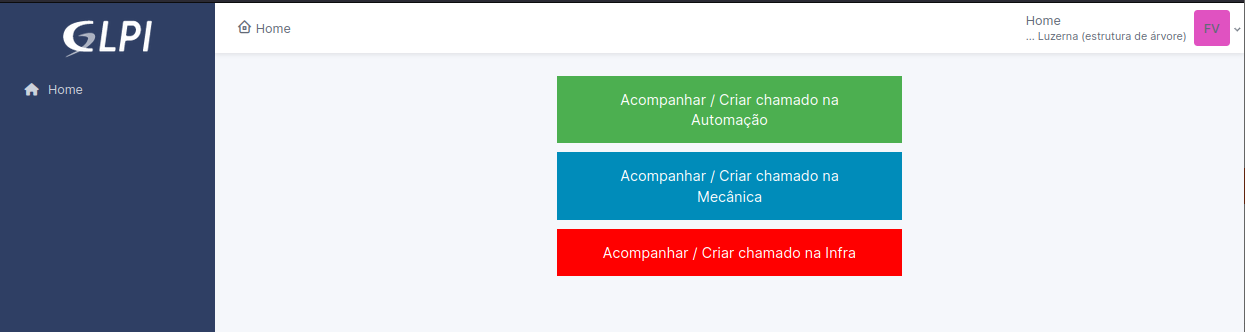 GLPI
Home
Home
Home
... Luzerna (estrutura de árvore)
FV
Acompanhar / Criar chamado na
Automação
Acompanhar / Criar chamado na
Mecânica
Acompanhar / Criar chamado na Infra